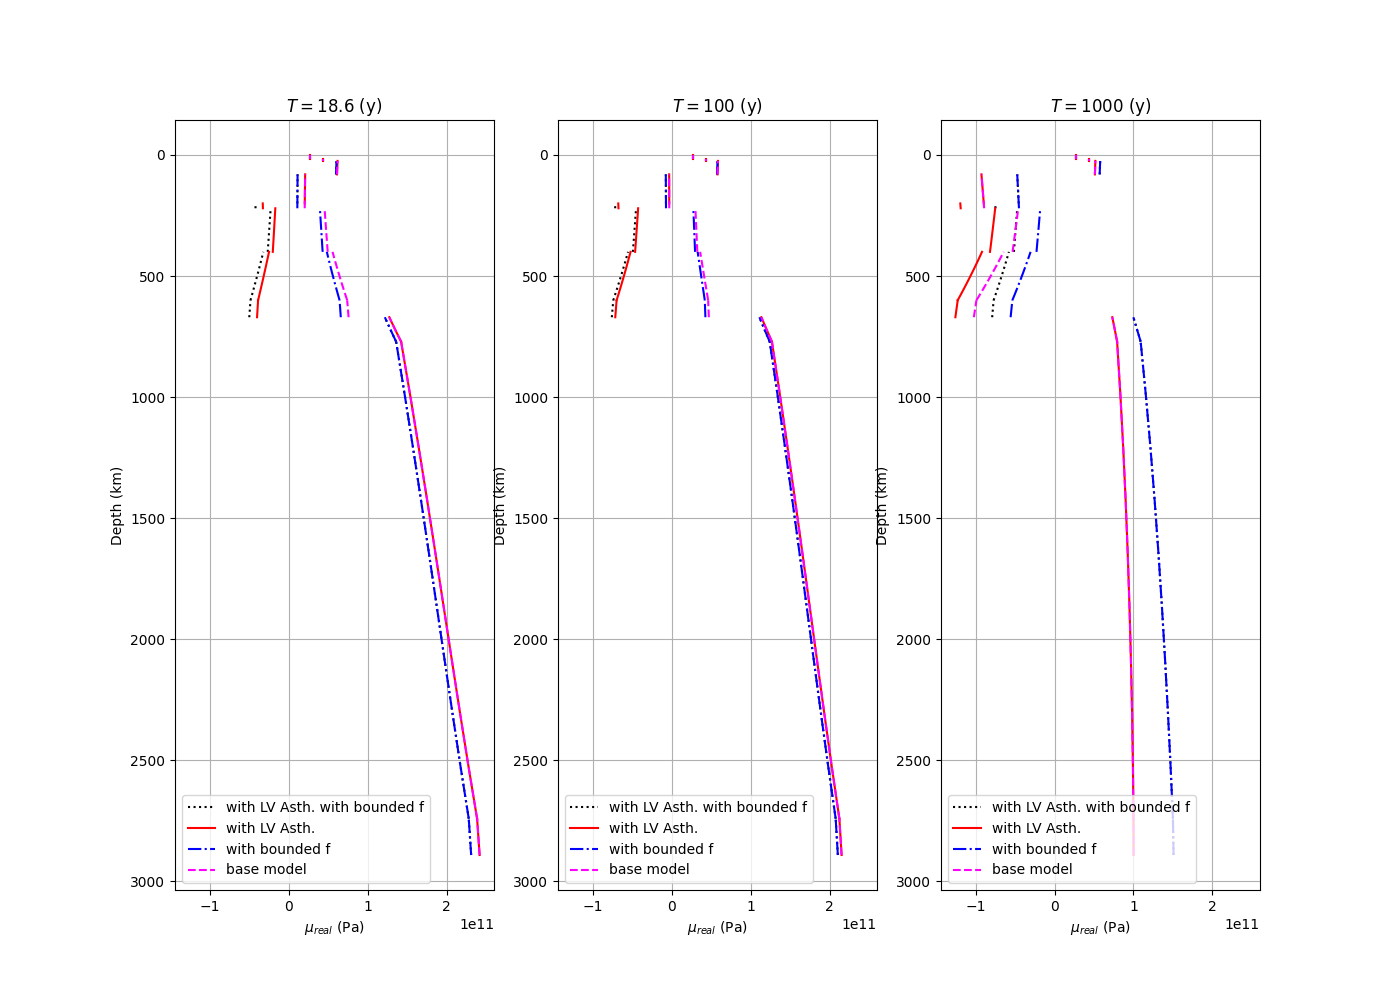 T = 18.6 (y)
0
500
1000
1500
2000
2500
3000
Depth (km)
−1
0
1
2
1e11
μreal (Pa)
with LV Asth. with bounded f
with LV Asth.
with bounded f
base model
T = 100 (y)
0
500
1000
1500
2000
2500
3000
Depth (km)
−1
0
1
2
1e11
μreal (Pa)
with LV Asth. with bounded f
with LV Asth.
with bounded f
base model
T = 1000 (y)
0
500
1000
1500
2000
2500
3000
Depth (km)
−1
0
1
2
1e11
μreal (Pa)
with LV Asth. with bounded f
with LV Asth.
with bounded f
base model